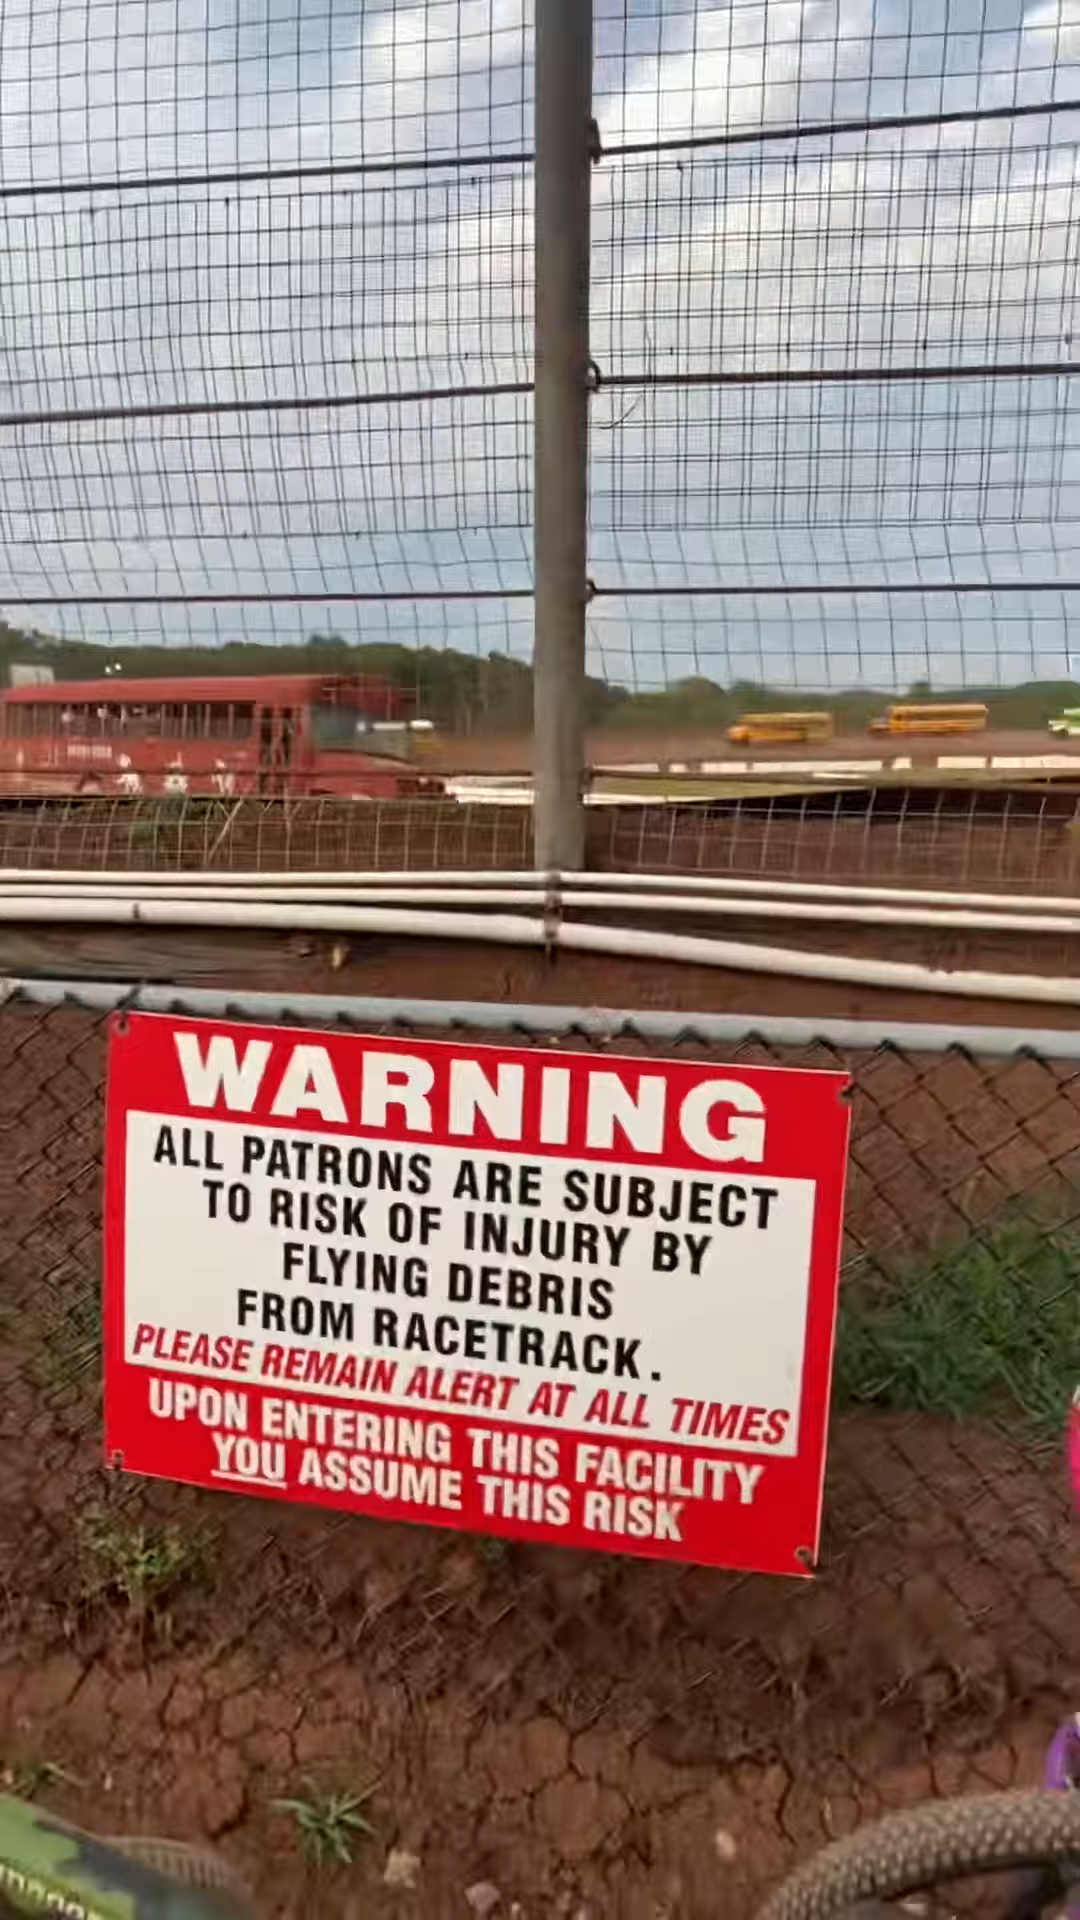 WARNING
ALL PATRONS ARE SUBJECT
TO RISK OF INJURY BY
FLYING DEBRIS
FROM RACETRACK.
PLEASE REMAIN ALERT AT ALL TIMES
UPON ENTERING THIS FACILITY
YOU ASSUME THIS RISK